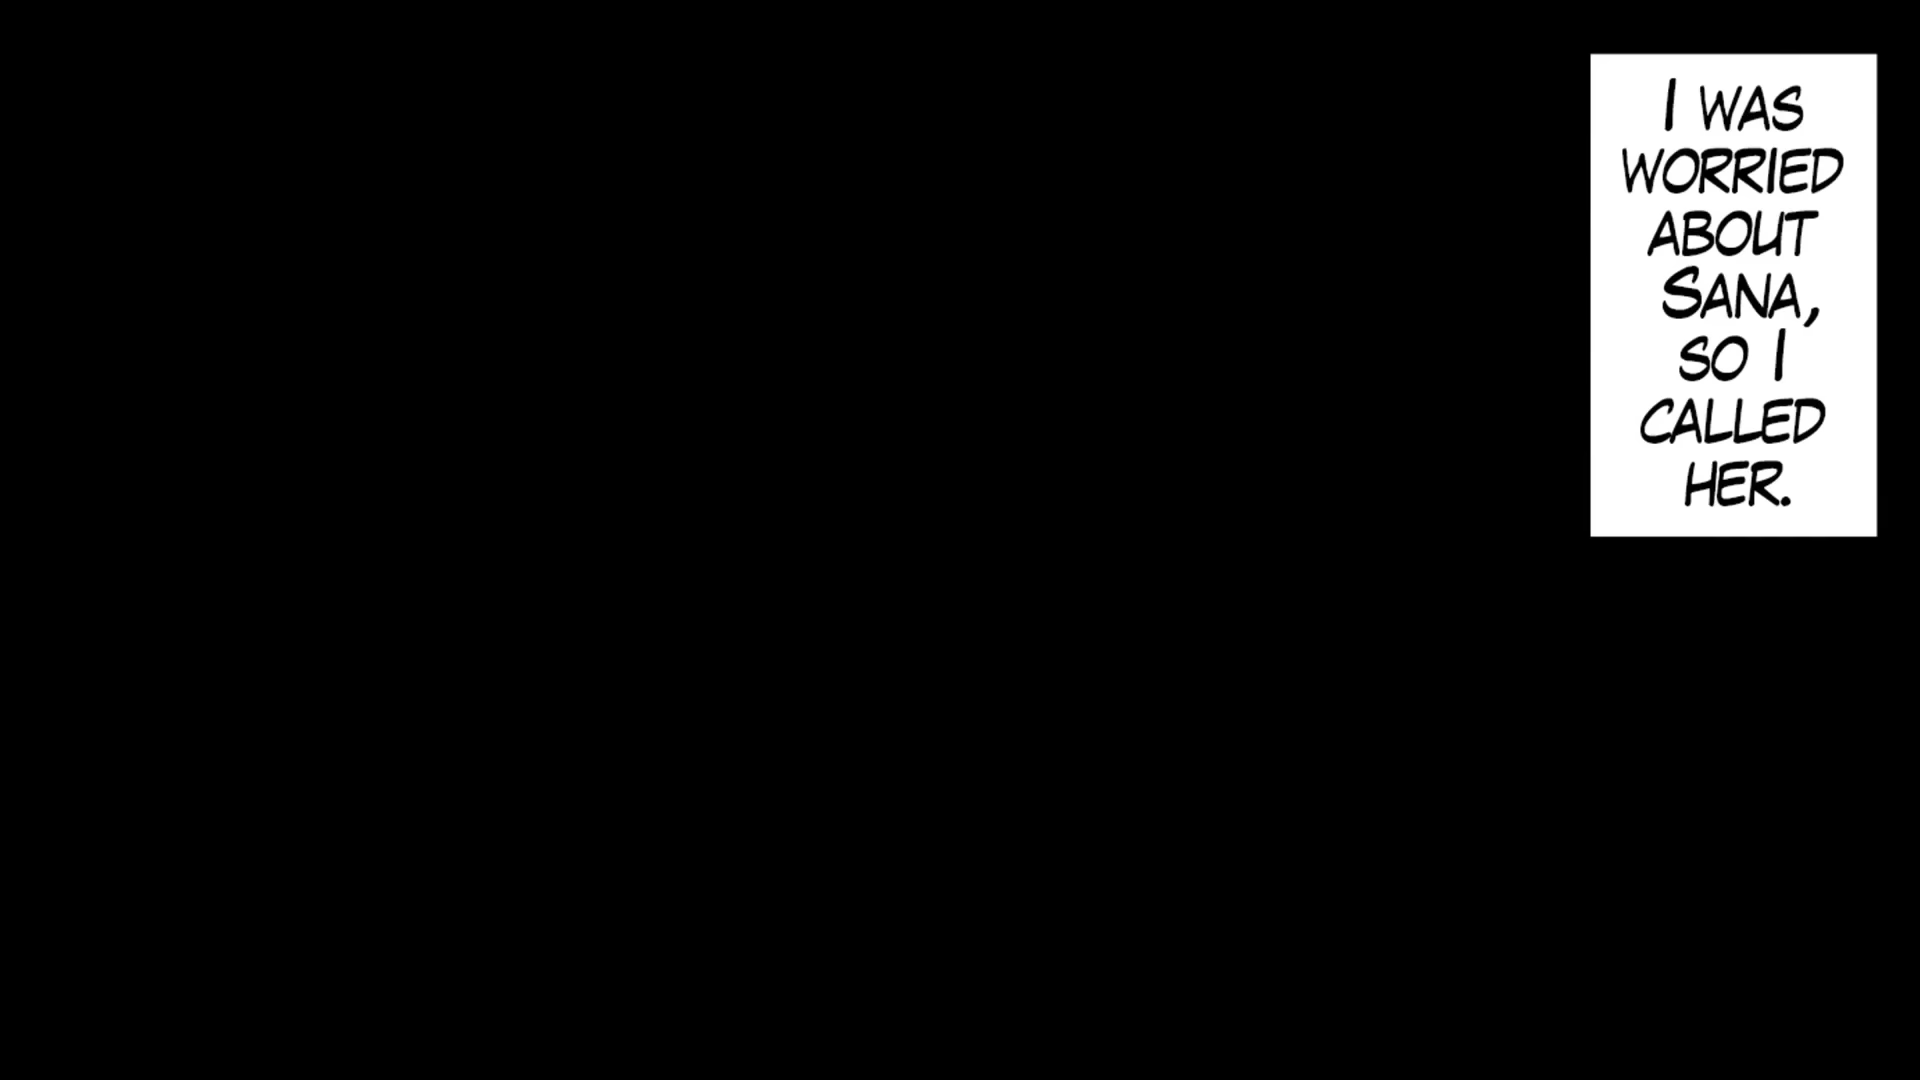 I WAS
WORRIED
ABOUT
SANA,
SO I
CALLED
HER.